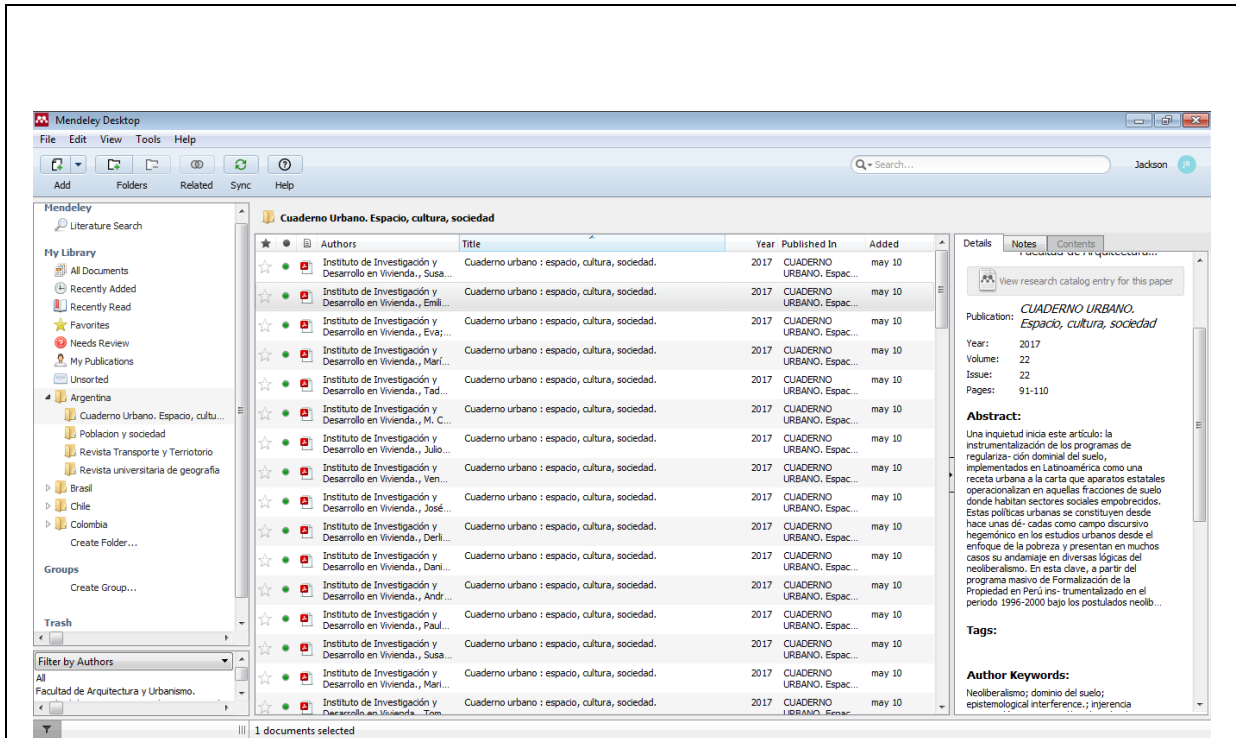 Mendeley Desktop
File Edit View Tools Help
Search...
Jackson JR
Add Folders Related Sync Help
Mendeley
Literature Search
My Library
All Documents
Recently Added
Recently Read
Favorites
Needs Review
My Publications
Unsorted
Argentina
Cuaderno Urbano. Espacio, cultu...
Poblacion y sociedad
Revista Transporte y Terriotorio
Revista universitaria de geografia
Brasil
Chile
Colombia
Create Folder...
Groups
Create Group...
Trash
Filter by Authors
All
Facultad de Arquitectura y Urbanismo.
Cuaderno Urbano. Espacio, cultura, sociedad
Authors Title Year Published In Added
Instituto de Investigación y Cuaderno urbano : espacio, cultura, sociedad. 2017 CUADERNO may 10
Desarrollo en Vivienda., Susa... URBANO. Espac...
Instituto de Investigación y Cuaderno urbano : espacio, cultura, sociedad. 2017 CUADERNO may 10
Desarrollo en Vivienda., Emili... URBANO. Espac...
Instituto de Investigación y Cuaderno urbano : espacio, cultura, sociedad. 2017 CUADERNO may 10
Desarrollo en Vivienda., Eva;... URBANO. Espac...
Instituto de Investigación y Cuaderno urbano : espacio, cultura, sociedad. 2017 CUADERNO may 10
Desarrollo en Vivienda., Marí... URBANO. Espac...
Instituto de Investigación y Cuaderno urbano : espacio, cultura, sociedad. 2017 CUADERNO may 10
Desarrollo en Vivienda., Tad... URBANO. Espac...
Instituto de Investigación y Cuaderno urbano : espacio, cultura, sociedad. 2017 CUADERNO may 10
Desarrollo en Vivienda., M. C... URBANO. Espac...
Instituto de Investigación y Cuaderno urbano : espacio, cultura, sociedad. 2017 CUADERNO may 10
Desarrollo en Vivienda., Julio... URBANO. Espac...
Instituto de Investigación y Cuaderno urbano : espacio, cultura, sociedad. 2017 CUADERNO may 10
Desarrollo en Vivienda., Ven... URBANO. Espac...
Instituto de Investigación y Cuaderno urbano : espacio, cultura, sociedad. 2017 CUADERNO may 10
Desarrollo en Vivienda., José... URBANO. Espac...
Instituto de Investigación y Cuaderno urbano : espacio, cultura, sociedad. 2017 CUADERNO may 10
Desarrollo en Vivienda., Derli... URBANO. Espac...
Instituto de Investigación y Cuaderno urbano : espacio, cultura, sociedad. 2017 CUADERNO may 10
Desarrollo en Vivienda., Dani... URBANO. Espac...
Instituto de Investigación y Cuaderno urbano : espacio, cultura, sociedad. 2017 CUADERNO may 10
Desarrollo en Vivienda., Andr... URBANO. Espac...
Instituto de Investigación y Cuaderno urbano : espacio, cultura, sociedad. 2017 CUADERNO may 10
Desarrollo en Vivienda., Paul... URBANO. Espac...
Instituto de Investigación y Cuaderno urbano : espacio, cultura, sociedad. 2017 CUADERNO may 10
Desarrollo en Vivienda., Susa... URBANO. Espac...
Instituto de Investigación y Cuaderno urbano : espacio, cultura, sociedad. 2017 CUADERNO may 10
Desarrollo en Vivienda., Mari... URBANO. Espac...
Instituto de Investigación y Cuaderno urbano : espacio, cultura, sociedad. 2017 CUADERNO may 10
Desarrollo en Vivienda., Tom... URBANO. Espac...
Details Notes Contents
Facultad de Arquitectura...
View research catalog entry for this paper
Publication: CUADERNO URBANO.
Espacio, cultura, sociedad
Year: 2017
Volume: 22
Issue: 22
Pages: 91-110
Abstract:
Una inquietud inicia este artículo: la
instrumentalización de los programas de
regulariza- ción dominial del suelo,
implementados en Latinoamérica como una
receta urbana a la carta que aparatos estatales
operacionalizan en aquellas fracciones de suelo
donde habitan sectores sociales empobrecidos.
Estas políticas urbanas se constituyen desde
hace unas dé- cadas como campo discursivo
hegemónico en los estudios urbanos desde el
enfoque de la pobreza y presentan en muchos
casos su andamiaje en diversas lógicas del
neoliberalismo. En esta clave, a partir del
programa masivo de Formalización de la
Propiedad en Perú ins- trumentalizado en el
periodo 1996-2000 bajo los postulados neolib...
Tags:
Author Keywords:
Neoliberalismo; dominio del suelo;
epistemological interference.; injerencia
1 documents selected